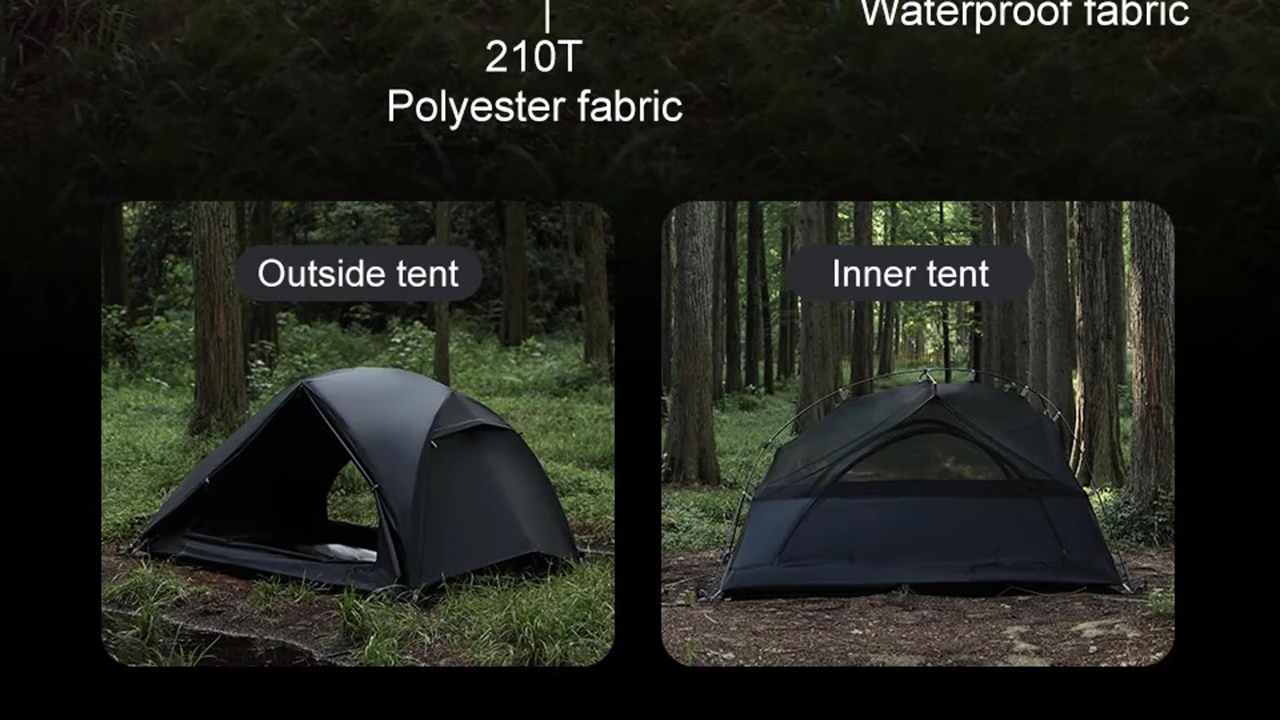 Waterproof fabric
210T
Polyester fabric
Outside tent
Inner tent